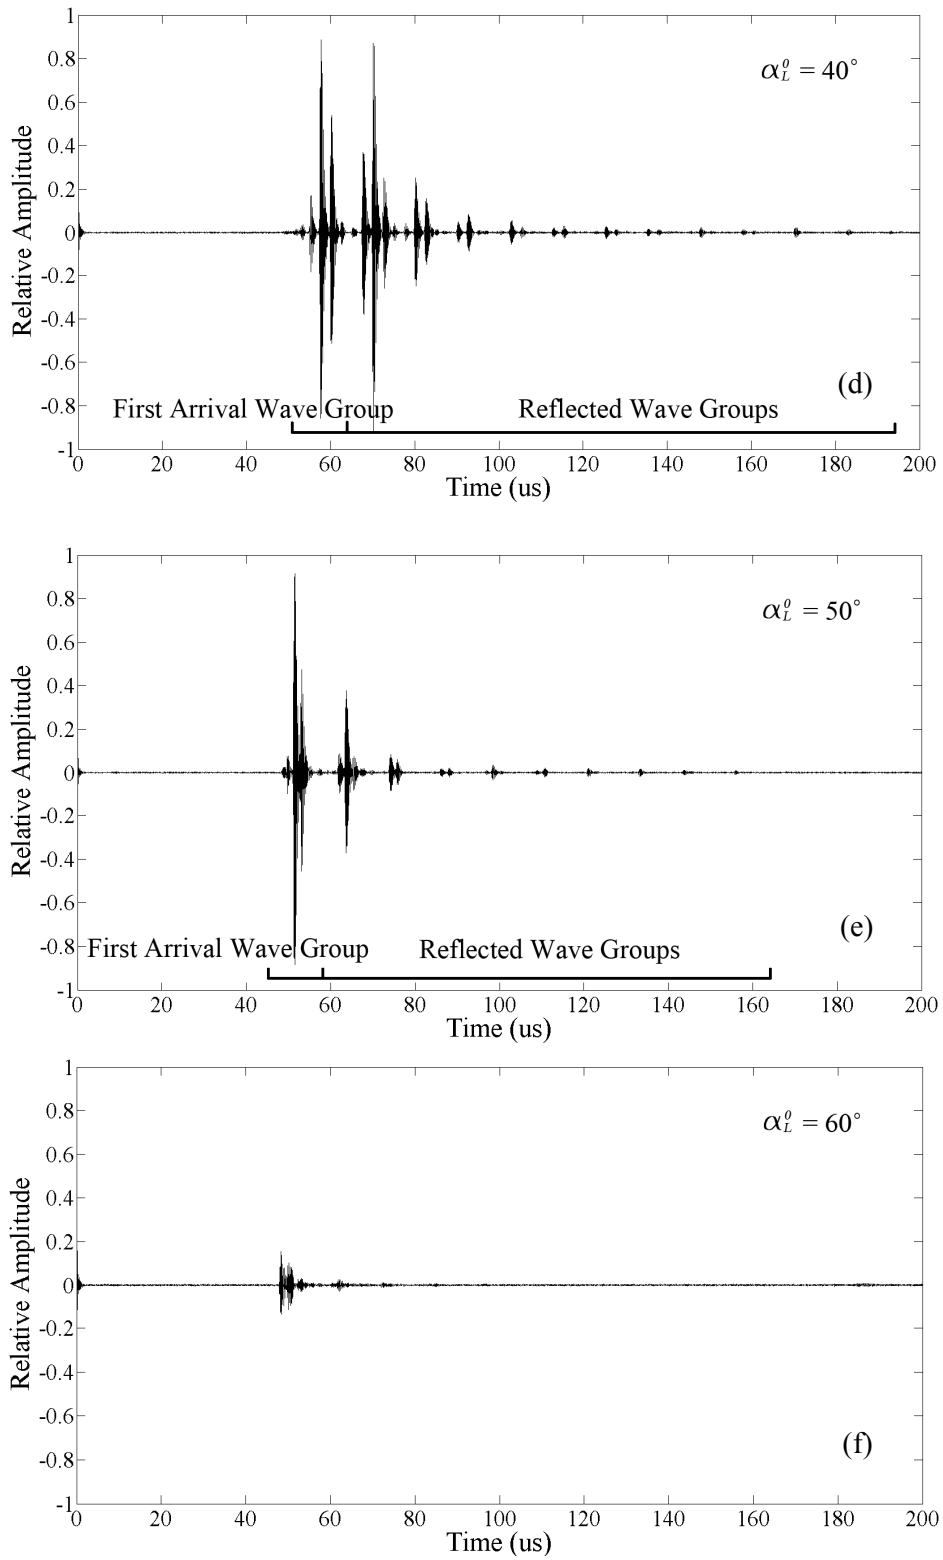 1
0.8
α_L^0 = 40°
0.6
0.4
0.2
0
-0.2
-0.4
-0.6
-0.8
-1
Relative Amplitude
(d)
First Arrival Wave Group Reflected Wave Groups
0 20 40 60 80 100 120 140 160 180 200
Time (us)
1
0.8
α_L^0 = 50°
0.6
0.4
0.2
0
-0.2
-0.4
-0.6
-0.8
-1
Relative Amplitude
(e)
First Arrival Wave Group Reflected Wave Groups
0 20 40 60 80 100 120 140 160 180 200
Time (us)
1
0.8
α_L^0 = 60°
0.6
0.4
0.2
0
-0.2
-0.4
-0.6
-0.8
-1
Relative Amplitude
(f)
0 20 40 60 80 100 120 140 160 180 200
Time (us)